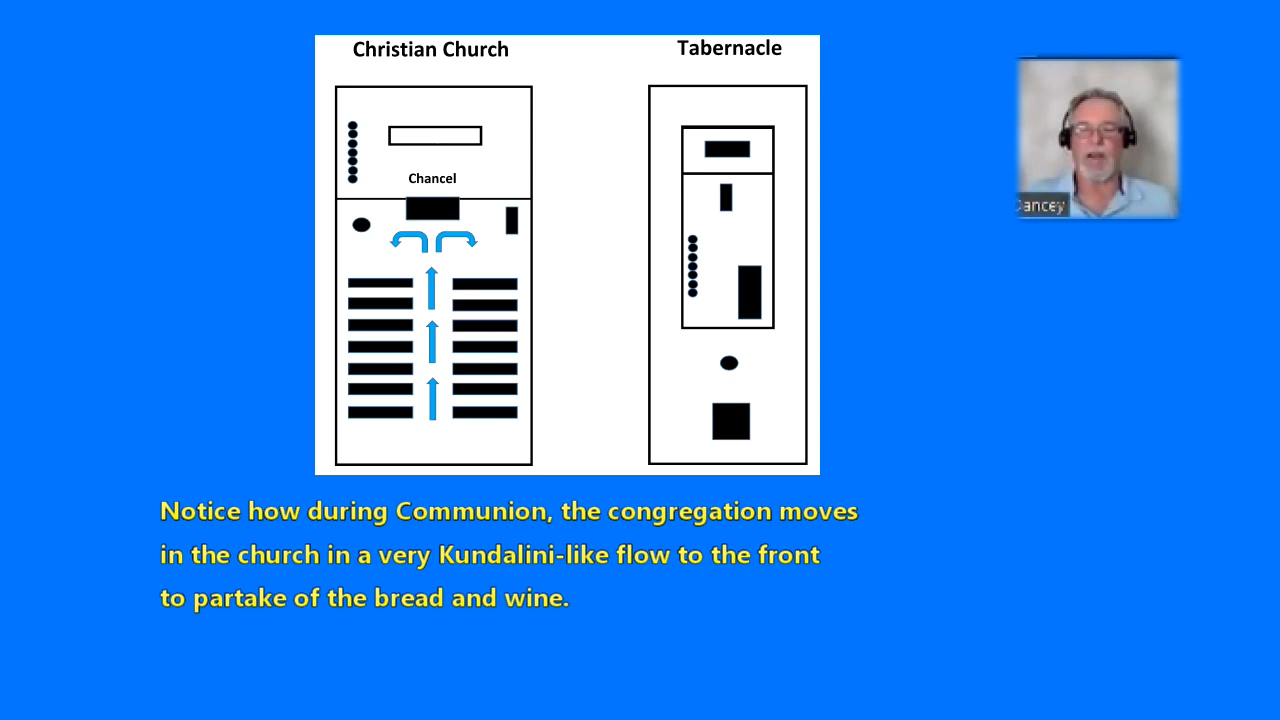 Christian Church
Tabernacle
Chancel
Dancey
Notice how during Communion, the congregation moves
in the church in a very Kundalini-like flow to the front
to partake of the bread and wine.